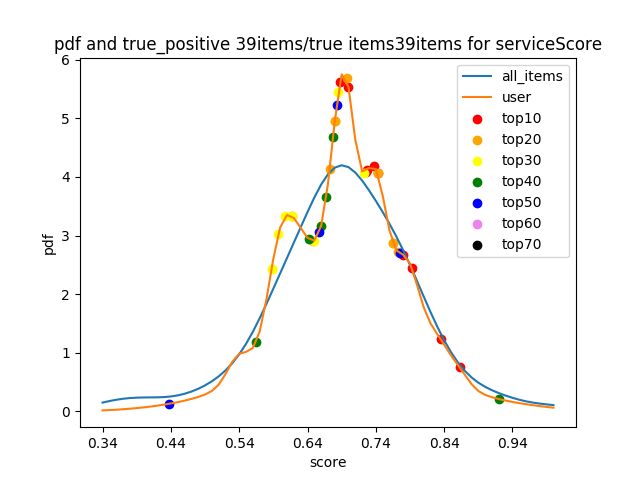 pdf and true_positive 39items/true items39items for serviceScore
6
5
4
3
2
1
0
pdf
0.34
0.44
0.54
0.64
0.74
0.84
0.94
score
all_items
user
top10
top20
top30
top40
top50
top60
top70